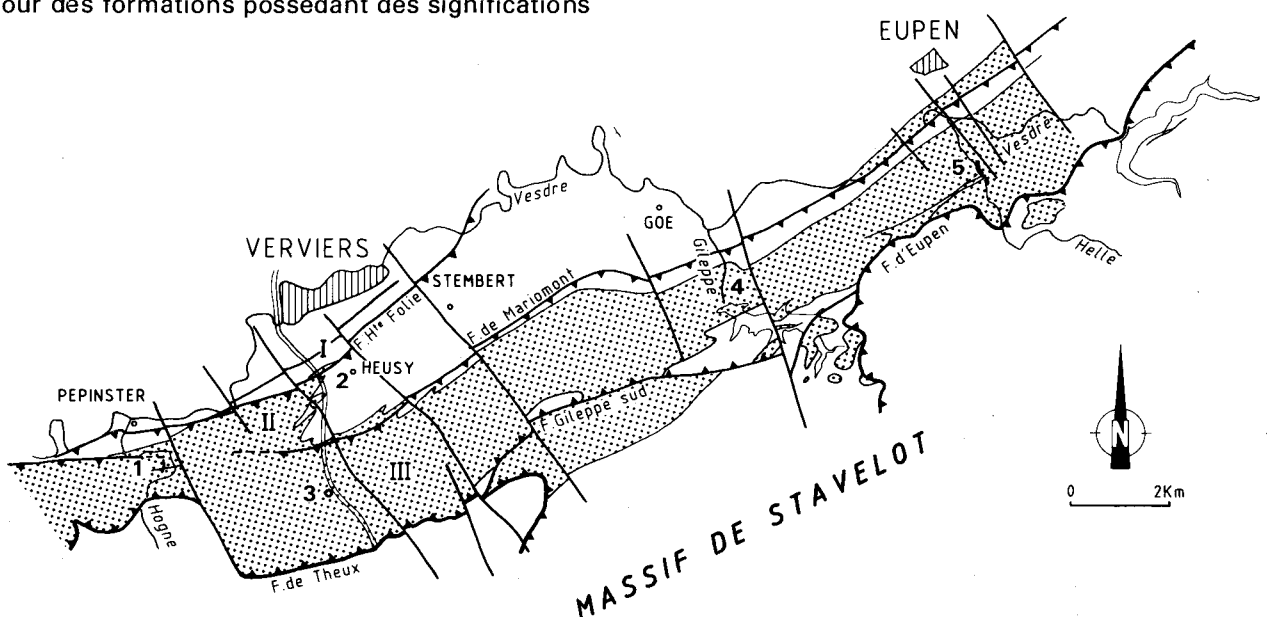 our des formations possédant des significations
EUPEN
Vesdre
5
Vesdre
GOE
VERVIERS
Gileppe
Helle
F. d'Eupen
STEMBERT
F. de Mariomont
4
F. Hte Folie
I
2
HEUSY
PEPINSTER
II
F. Gileppe sud
1
III
N
3
0 2Km
Hogne
MASSIF DE STAVELOT
F. de Theux